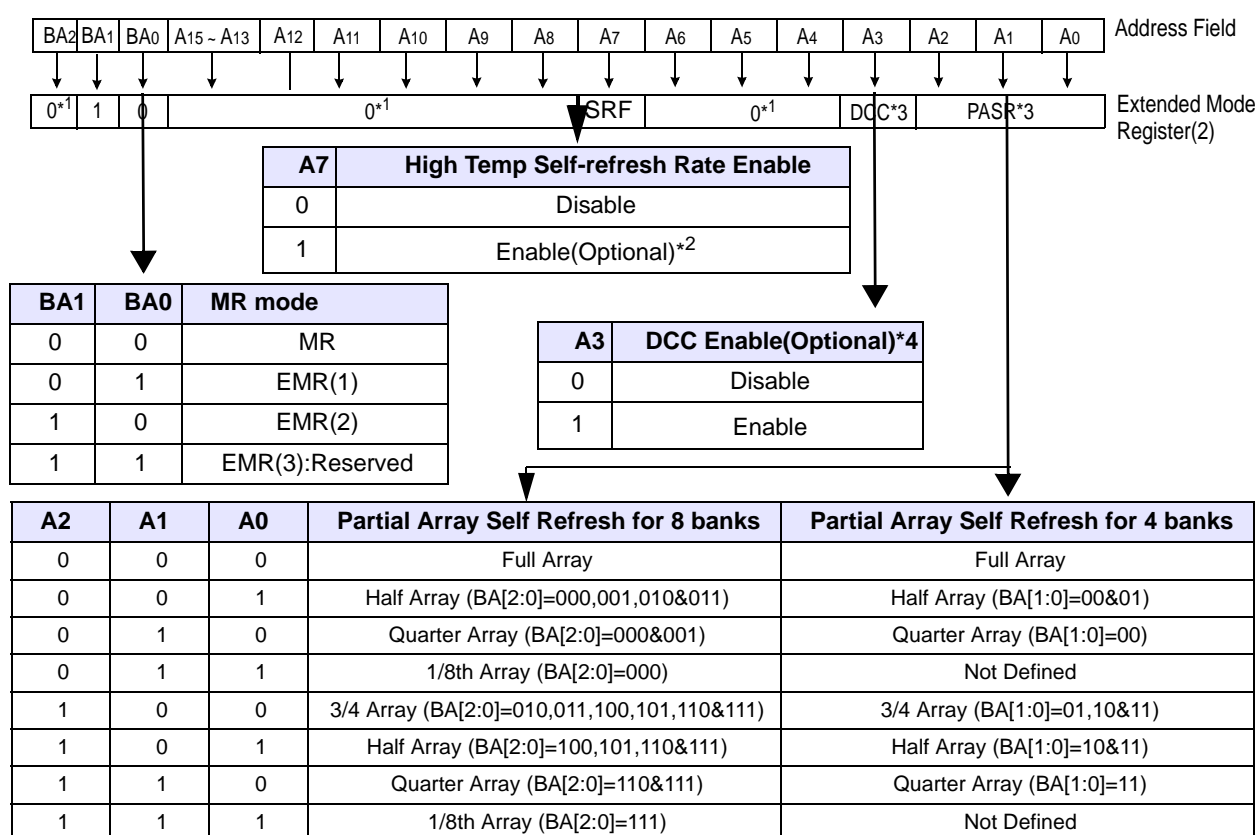 BA2 BA1 BA0 A15 ~ A13 A12 A11 A10 A9 A8 A7 A6 A5 A4 A3 A2 A1 A0 Address Field
0*1 1 0 0*1 SRF 0*1 DCC*3 PASR*3 Extended Mode
Register(2)
A7 High Temp Self-refresh Rate Enable
0 Disable
1 Enable(Optional)*2
BA1 BA0 MR mode
0 0 MR
0 1 EMR(1)
1 0 EMR(2)
1 1 EMR(3):Reserved
A3 DCC Enable(Optional)*4
0 Disable
1 Enable
A2 A1 A0 Partial Array Self Refresh for 8 banks Partial Array Self Refresh for 4 banks
0 0 0 Full Array Full Array
0 0 1 Half Array (BA[2:0]=000,001,010&011) Half Array (BA[1:0]=00&01)
0 1 0 Quarter Array (BA[2:0]=000&001) Quarter Array (BA[1:0]=00)
0 1 1 1/8th Array (BA[2:0]=000) Not Defined
1 0 0 3/4 Array (BA[2:0]=010,011,100,101,110&111) 3/4 Array (BA[1:0]=01,10&11)
1 0 1 Half Array (BA[2:0]=100,101,110&111) Half Array (BA[1:0]=10&11)
1 1 0 Quarter Array (BA[2:0]=110&111) Quarter Array (BA[1:0]=11)
1 1 1 1/8th Array (BA[2:0]=111) Not Defined